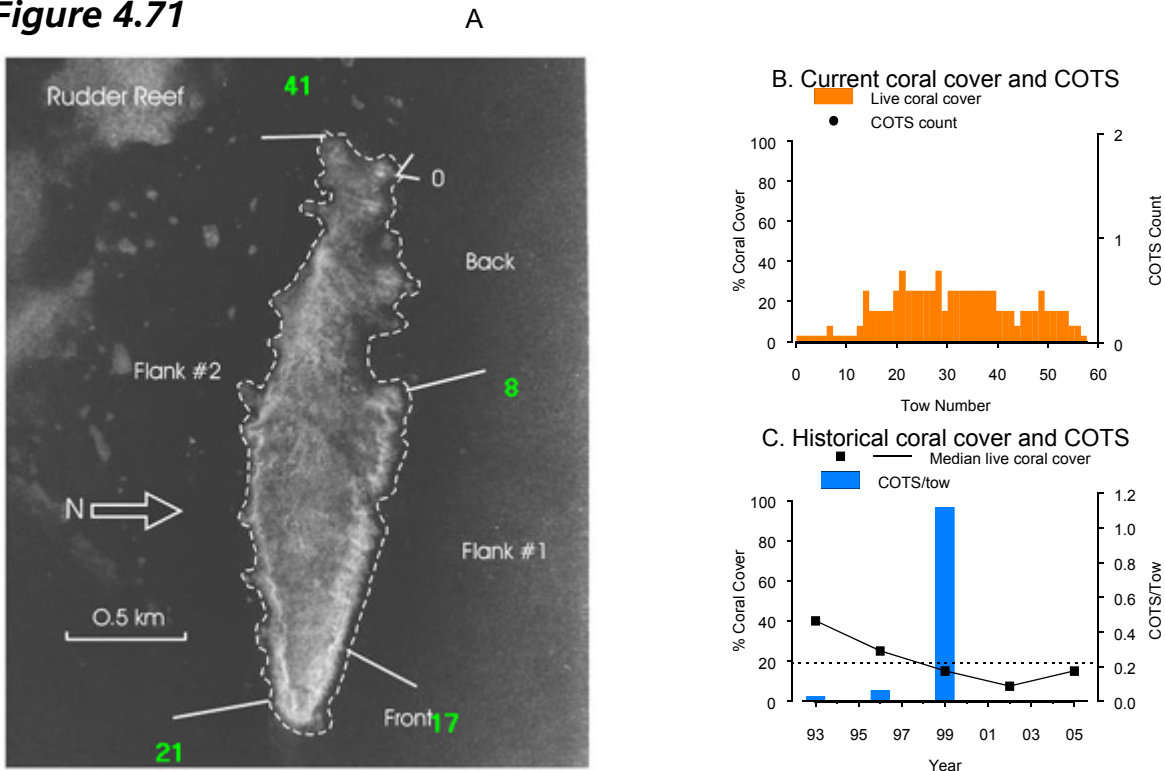 Figure 4.71
A
41
Rudder Reef
0
Back
Flank #2
8
N
Flank #1
0.5 km
Front
17
21
B. Current coral cover and COTS
Live coral cover
COTS count
100
80
60
40
20
0
% Coral Cover
2
1
0
COTS Count
0 10 20 30 40 50 60
Tow Number
C. Historical coral cover and COTS
Median live coral cover
COTS/tow
100
80
60
40
20
0
% Coral Cover
1.2
1.0
0.8
0.6
0.4
0.2
0.0
COTS/Tow
93 95 97 99 01 03 05
Year